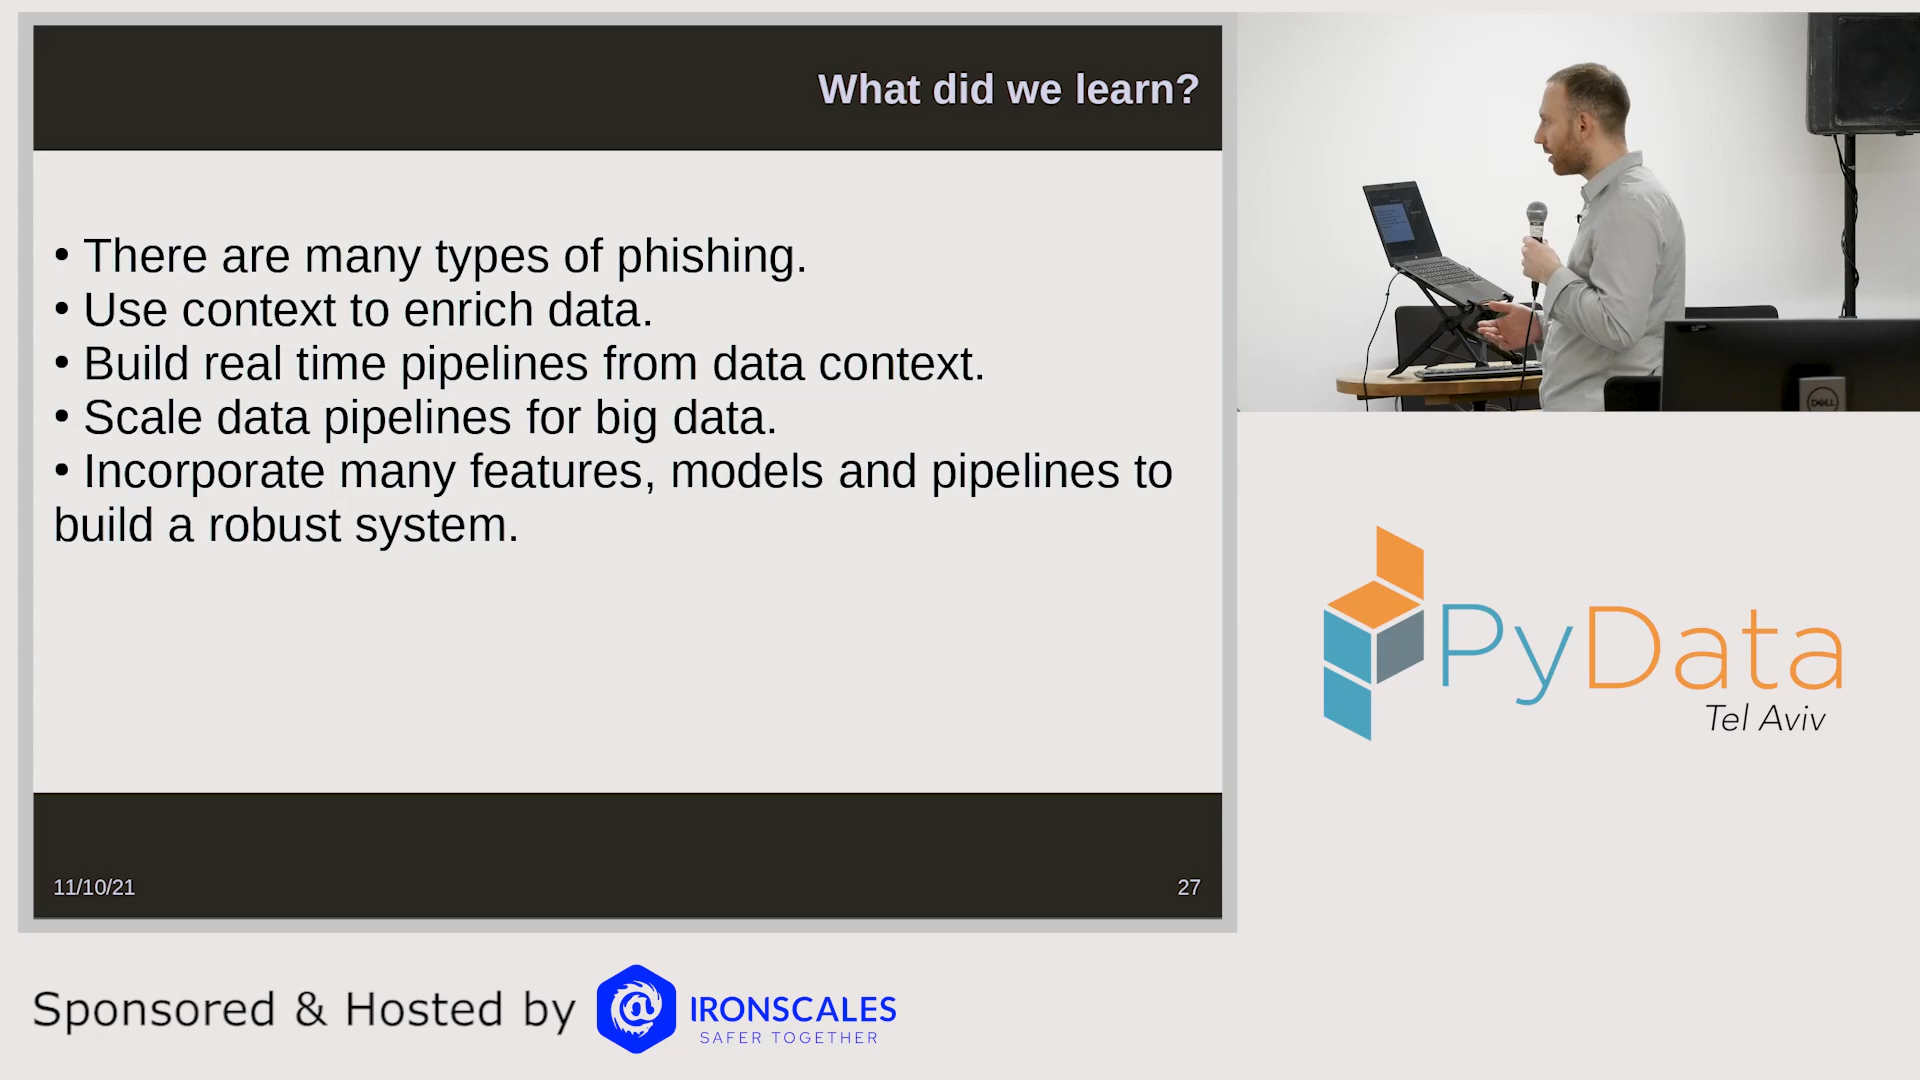 What did we learn?
• There are many types of phishing.
• Use context to enrich data.
• Build real time pipelines from data context.
• Scale data pipelines for big data.
• Incorporate many features, models and pipelines to
build a robust system.
11/10/21
27
PyData
Tel Aviv
DELL
Sponsored & Hosted by
IRONSCALES
SAFER TOGETHER